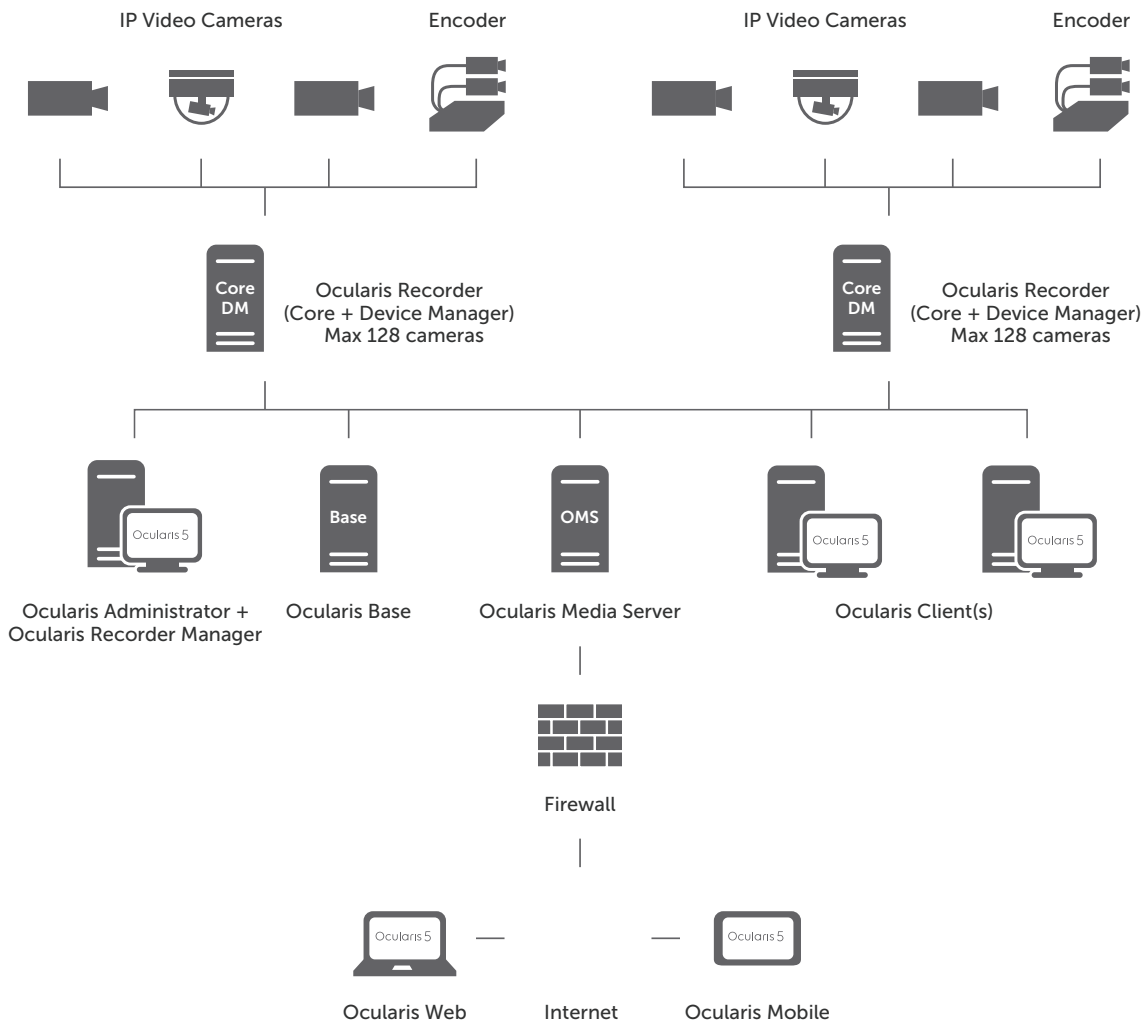 IP Video Cameras
Encoder
IP Video Cameras
Encoder
Core
DM
Ocularis Recorder
(Core + Device Manager)
Max 128 cameras
Core
DM
Ocularis Recorder
(Core + Device Manager)
Max 128 cameras
Ocularis 5
Base
OMS
Ocularis 5
Ocularis 5
Ocularis Administrator +
Ocularis Recorder Manager
Ocularis Base
Ocularis Media Server
Ocularis Client(s)
Firewall
Ocularis 5
Ocularis 5
Ocularis Web
Internet
Ocularis Mobile